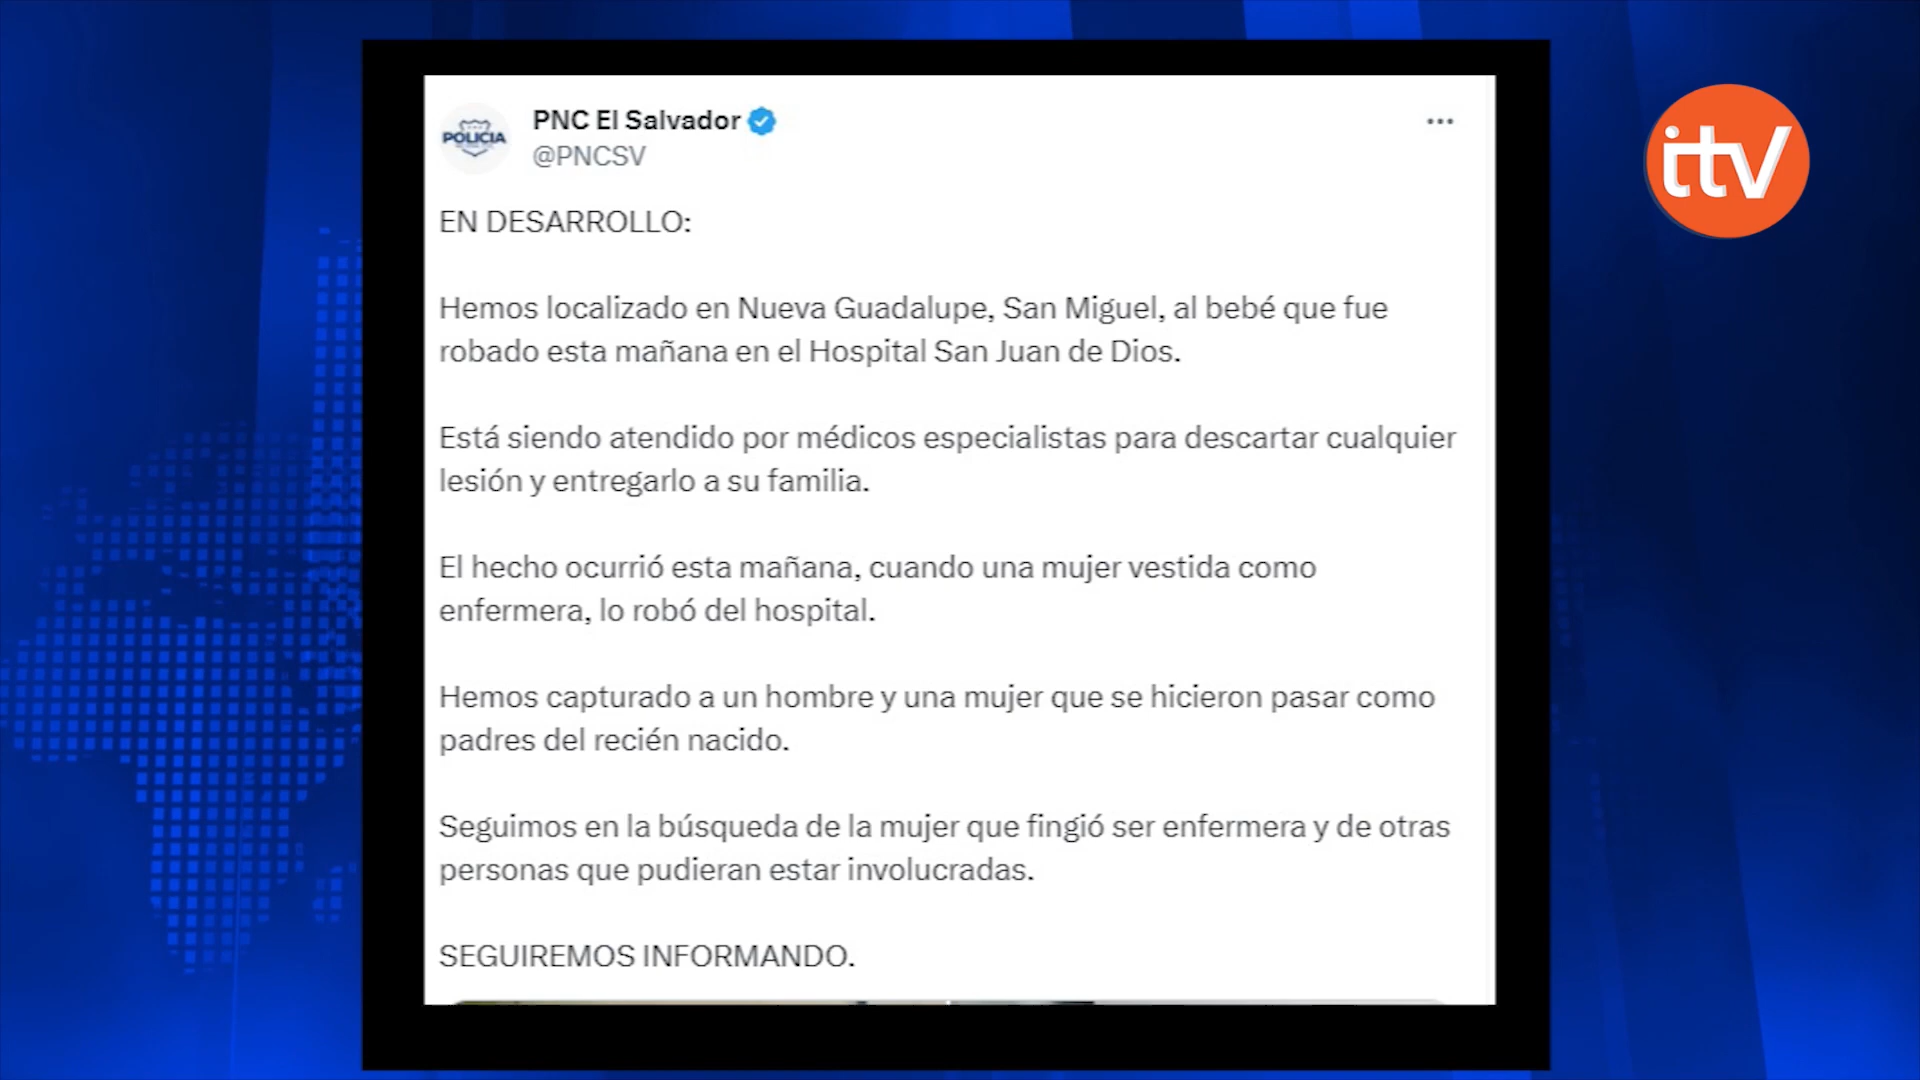 PNC El Salvador
@PNCSV
POLICIA
itv
EN DESARROLLO:
Hemos localizado en Nueva Guadalupe, San Miguel, al bebé que fue
robado esta mañana en el Hospital San Juan de Dios.
Está siendo atendido por médicos especialistas para descartar cualquier
lesión y entregarlo a su familia.
El hecho ocurrió esta mañana, cuando una mujer vestida como
enfermera, lo robó del hospital.
Hemos capturado a un hombre y una mujer que se hicieron pasar como
padres del recién nacido.
Seguimos en la búsqueda de la mujer que fingió ser enfermera y de otras
personas que pudieran estar involucradas.
SEGUIREMOS INFORMANDO.